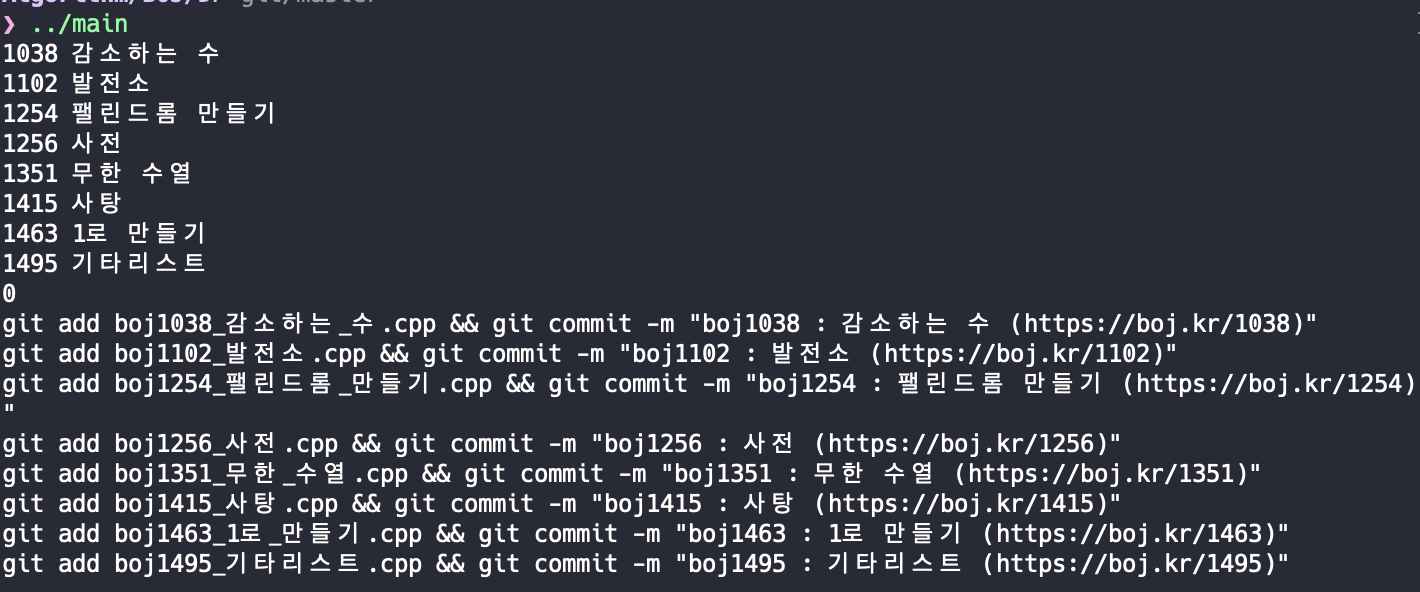 ❯ ../main
1038 감소하는 수
1102 발전소
1254 팰린드롬 만들기
1256 사전
1351 무한 수열
1415 사탕
1463 1로 만들기
1495 기타리스트
0
git add boj1038_감소하는_수.cpp && git commit -m "boj1038 : 감소하는 수 (https://boj.kr/1038)"
git add boj1102_발전소.cpp && git commit -m "boj1102 : 발전소 (https://boj.kr/1102)"
git add boj1254_팰린드롬_만들기.cpp && git commit -m "boj1254 : 팰린드롬 만들기 (https://boj.kr/1254)
"
git add boj1256_사전.cpp && git commit -m "boj1256 : 사전 (https://boj.kr/1256)"
git add boj1351_무한_수열.cpp && git commit -m "boj1351 : 무한 수열 (https://boj.kr/1351)"
git add boj1415_사탕.cpp && git commit -m "boj1415 : 사탕 (https://boj.kr/1415)"
git add boj1463_1로_만들기.cpp && git commit -m "boj1463 : 1로 만들기 (https://boj.kr/1463)"
git add boj1495_기타리스트.cpp && git commit -m "boj1495 : 기타리스트 (https://boj.kr/1495)"